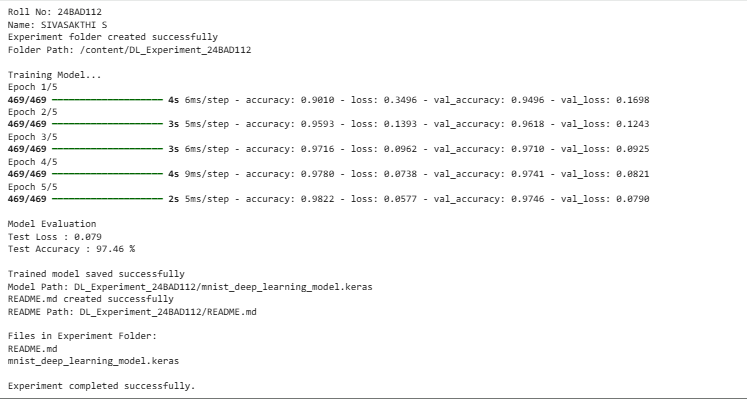 Roll No: 24BAD112
Name: SIVASAKTHI S
Experiment folder created successfully
Folder Path: /content/DL_Experiment_24BAD112
Training Model...
Epoch 1/5
469/469 ━━━━━━━━━━━━━━━━━━━━ 4s 6ms/step - accuracy: 0.9010 - loss: 0.3496 - val_accuracy: 0.9496 - val_loss: 0.1698
Epoch 2/5
469/469 ━━━━━━━━━━━━━━━━━━━━ 3s 5ms/step - accuracy: 0.9593 - loss: 0.1393 - val_accuracy: 0.9618 - val_loss: 0.1243
Epoch 3/5
469/469 ━━━━━━━━━━━━━━━━━━━━ 3s 6ms/step - accuracy: 0.9716 - loss: 0.0962 - val_accuracy: 0.9710 - val_loss: 0.0925
Epoch 4/5
469/469 ━━━━━━━━━━━━━━━━━━━━ 4s 9ms/step - accuracy: 0.9780 - loss: 0.0738 - val_accuracy: 0.9741 - val_loss: 0.0821
Epoch 5/5
469/469 ━━━━━━━━━━━━━━━━━━━━ 2s 5ms/step - accuracy: 0.9822 - loss: 0.0577 - val_accuracy: 0.9746 - val_loss: 0.0790
Model Evaluation
Test Loss : 0.079
Test Accuracy : 97.46 %
Trained model saved successfully
Model Path: DL_Experiment_24BAD112/mnist_deep_learning_model.keras
README.md created successfully
README Path: DL_Experiment_24BAD112/README.md
Files in Experiment Folder:
README.md
mnist_deep_learning_model.keras
Experiment completed successfully.